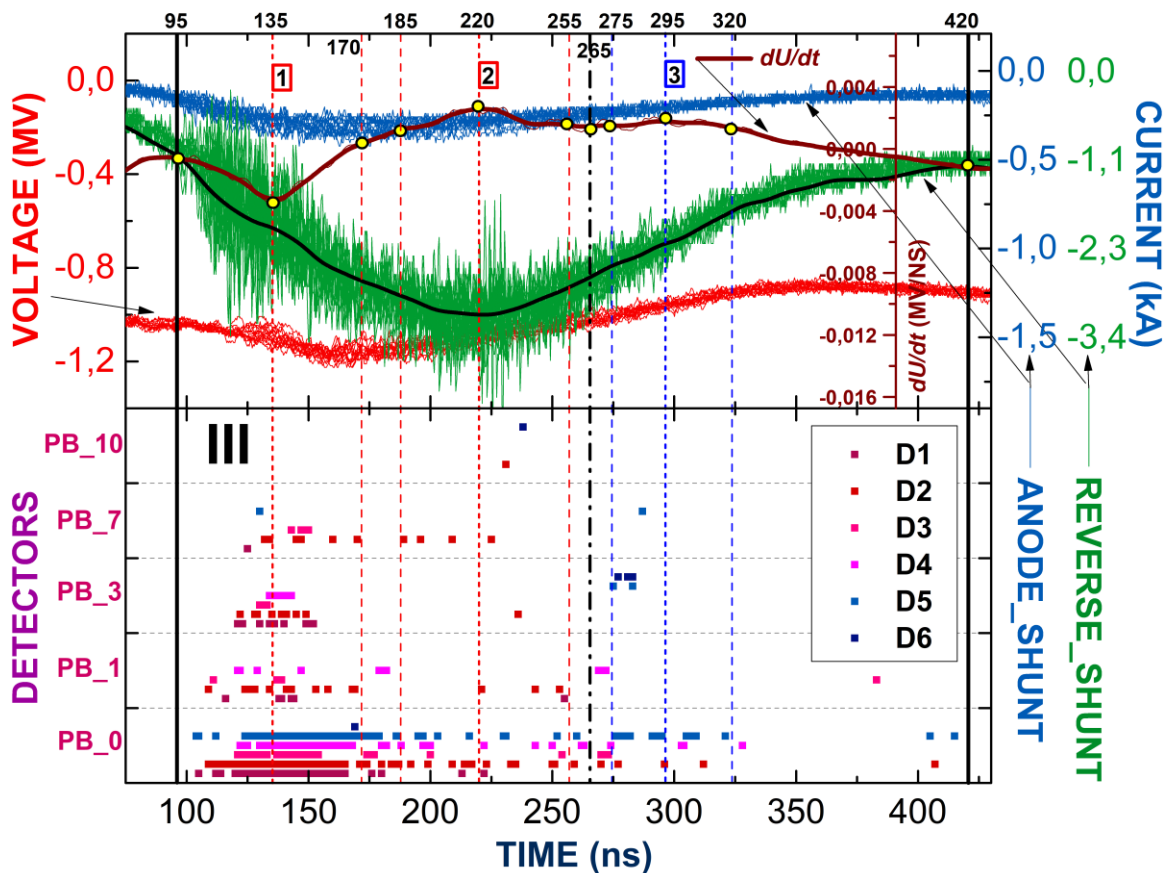 95 135 185 220 255 275 295 320 420
170 265
1 2 3
dU/dt
VOLTAGE (MV)
0,0
-0,4
-0,8
-1,2
0,004
0,000
-0,004
-0,008
-0,012
-0,016
dU/dt (MV/NS)
0,0
-0,5
-1,0
-1,5
0,0
-1,1
-2,3
-3,4
CURRENT (kA)
ANODE_SHUNT
REVERSE_SHUNT
DETECTORS
PB_10
PB_7
PB_3
PB_1
PB_0
III
D1
D2
D3
D4
D5
D6
100 150 200 250 300 350 400
TIME (ns)